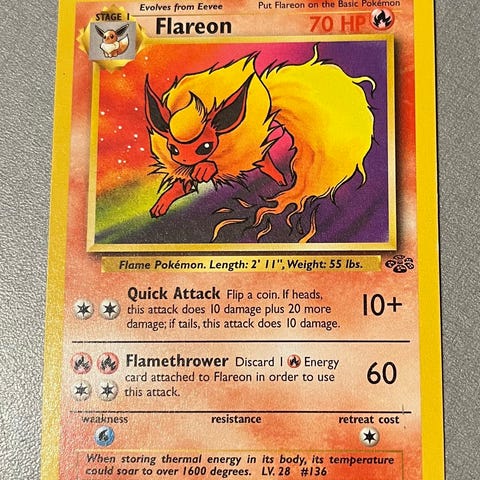 Evolves from Eevee
Put Flareon on the Basic Pokémon
STAGE 1
Flareon
70 HP
Flame Pokémon. Length: 2' 11", Weight: 55 lbs.
Quick Attack Flip a coin. If heads,
this attack does 10 damage plus 20 more
damage; if tails, this attack does 10 damage.
10+
Flamethrower Discard 1 Energy
card attached to Flareon in order to use
this attack.
60
weakness
resistance
retreat cost
When storing thermal energy in its body, its temperature
could soar to over 1600 degrees. LV. 28 #136